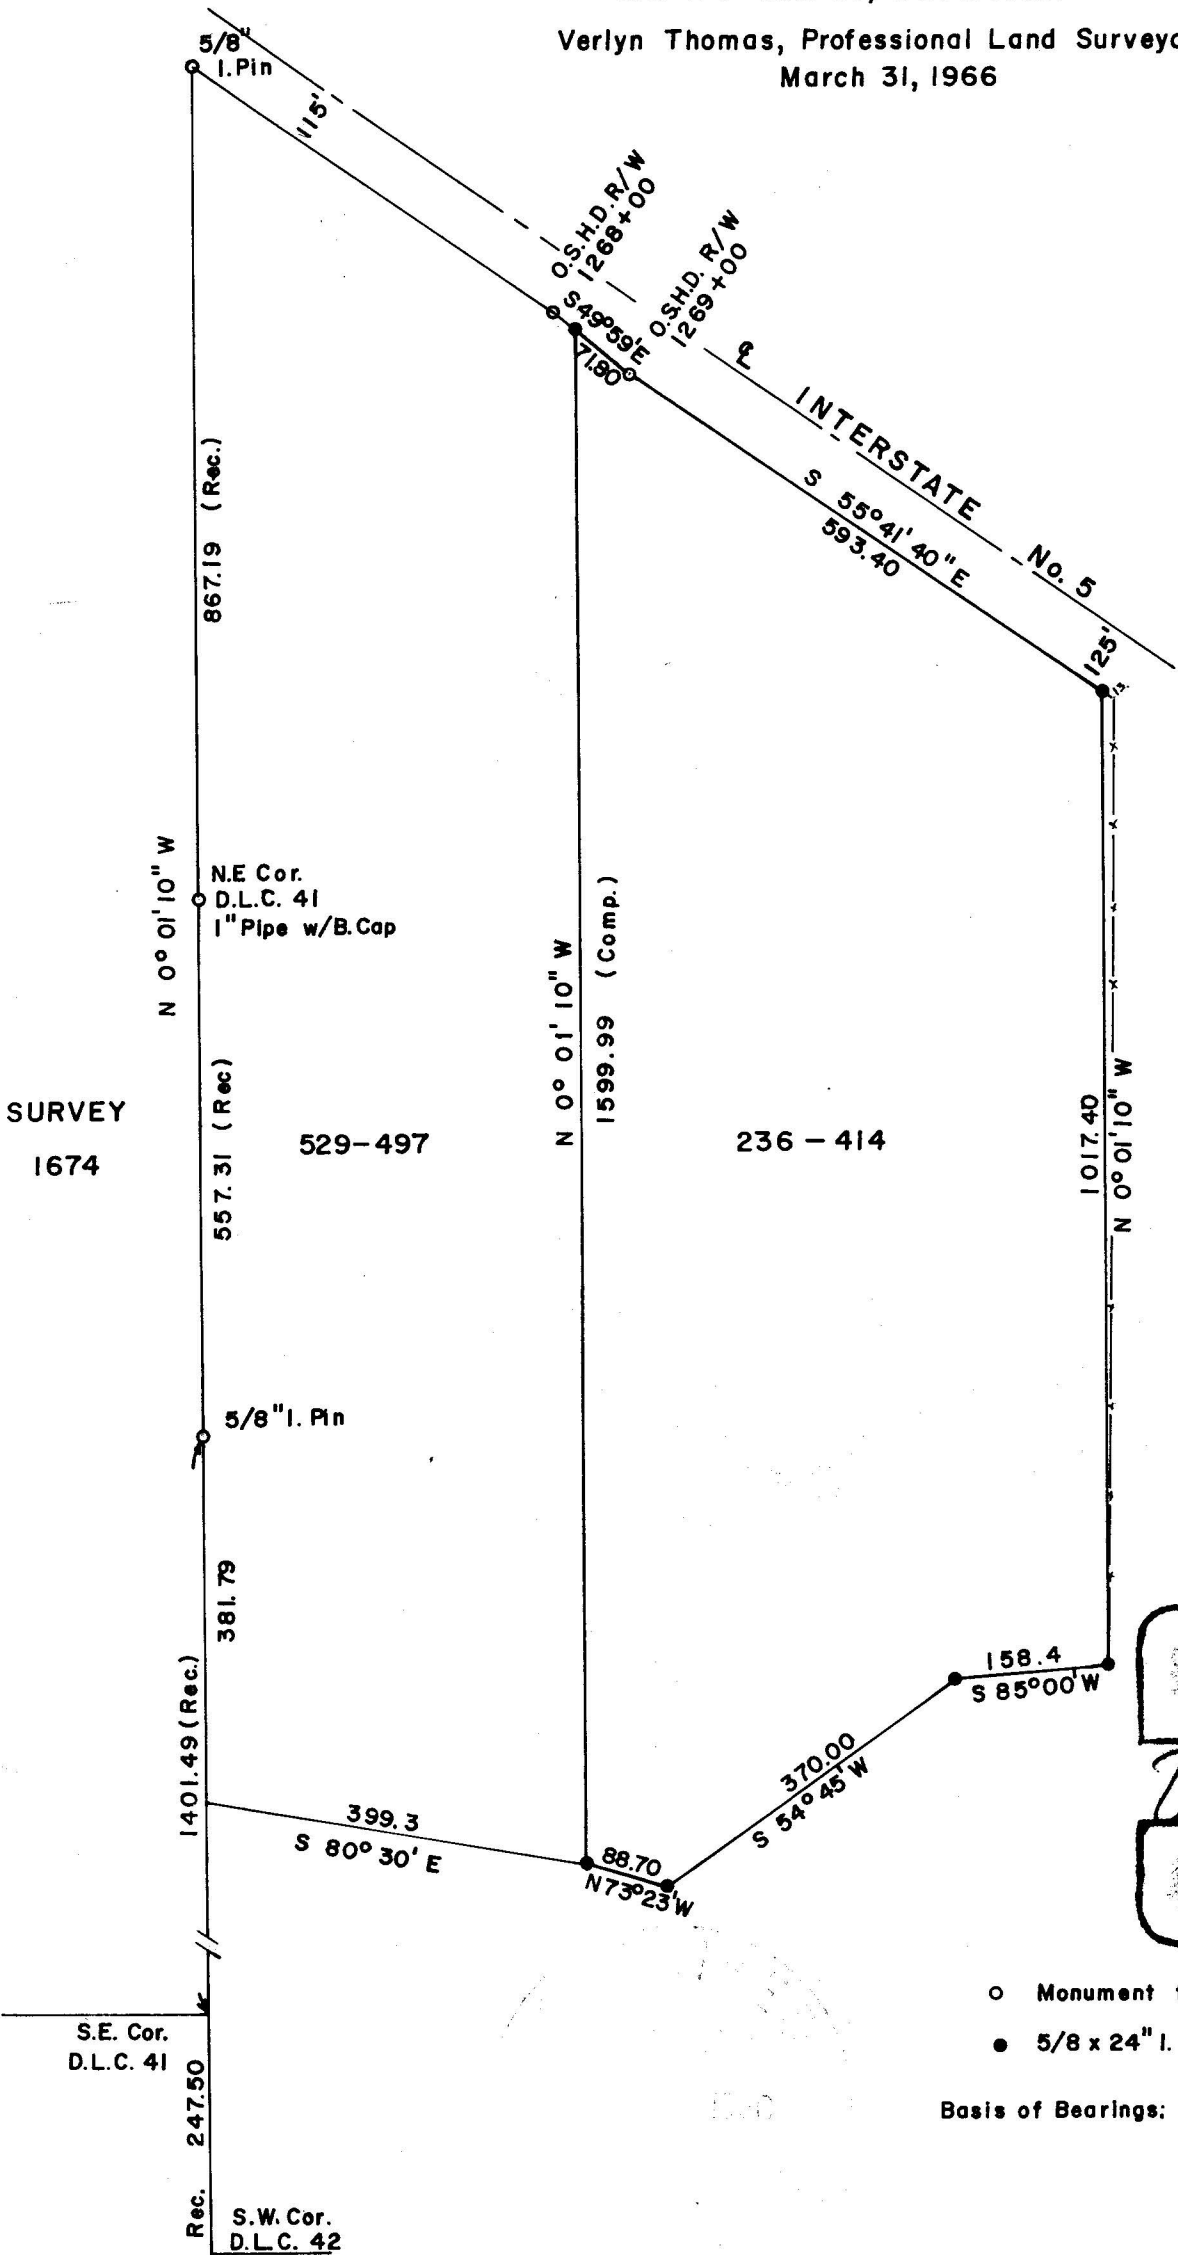 Verlyn Thomas, Professional Land
March 31, 1966
5/8"
I. Pin
115'
O.S.H.D. R/W
1268+00
O.S.H.D. R/W
1269+00
S 49°59'E
71.80
℄ INTERSTATE No. 5
S 55°41'40"E
593.40
125'
867.19 (Rec.)
N 0° 01' 10" W
N.E Cor.
D.L.C. 41
1" Pipe w/B. Cap
N 0° 01' 10" W
1599.99 (Comp.)
SURVEY
1674
557.31 (Rec)
529-497
236-414
1017.40
N 0° 01' 10" W
5/8" I. Pin
381.79
1401.49 (Rec.)
158.4
S 85°00'W
370.00
S 54°45'W
399.3
S 80° 30' E
88.70
N 73°23'W
S.E. Cor.
D.L.C. 41
Rec. 247.50
S.W. Cor.
D.L.C. 42
○ Monument
● 5/8 x 24" I.
Basis of Bearings: